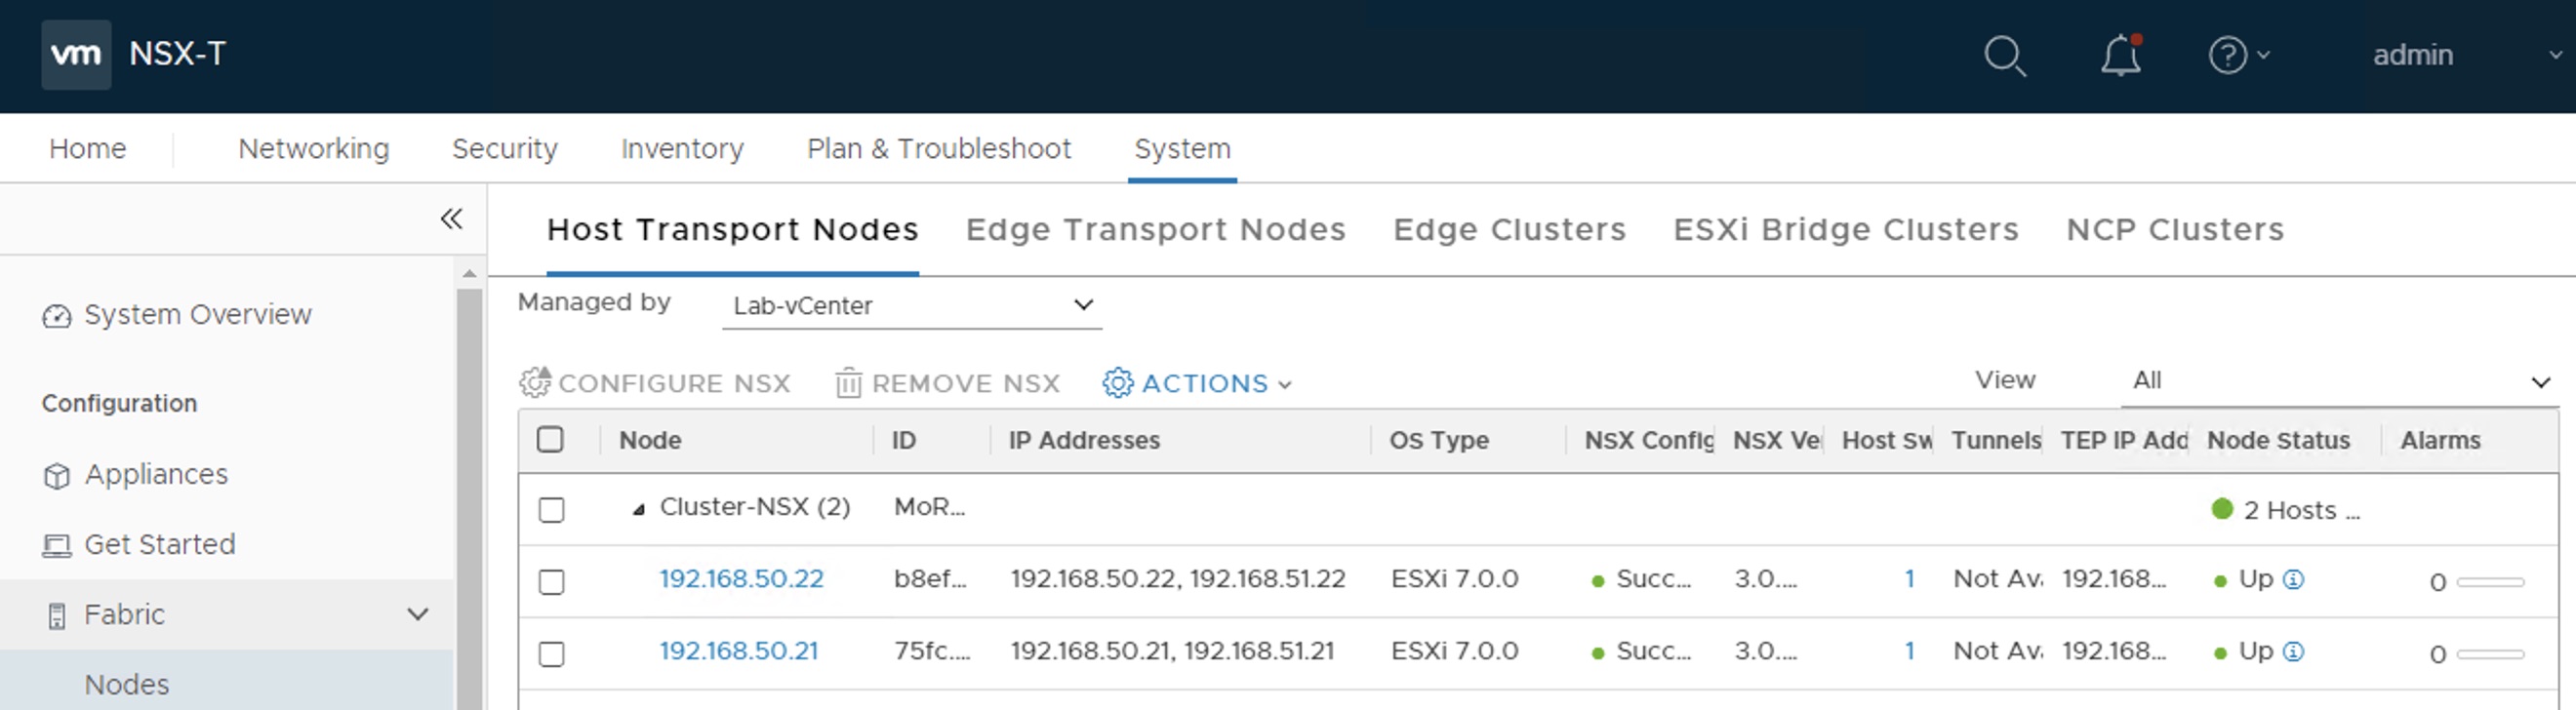 vm NSX-T admin
Home Networking Security Inventory Plan & Troubleshoot System
Host Transport Nodes Edge Transport Nodes Edge Clusters ESXi Bridge Clusters NCP Clusters
Managed by Lab-vCenter
System Overview
CONFIGURE NSX REMOVE NSX ACTIONS View All
Configuration
Node ID IP Addresses OS Type NSX Config NSX Ve Host Sw Tunnels TEP IP Add Node Status Alarms
Appliances
Cluster-NSX (2) MoR... 2 Hosts ...
Get Started
192.168.50.22 b8ef... 192.168.50.22, 192.168.51.22 ESXi 7.0.0 Succ... 3.0.... 1 Not Av 192.168... Up 0
Fabric
192.168.50.21 75fc.... 192.168.50.21, 192.168.51.21 ESXi 7.0.0 Succ... 3.0.... 1 Not Av 192.168... Up 0
Nodes